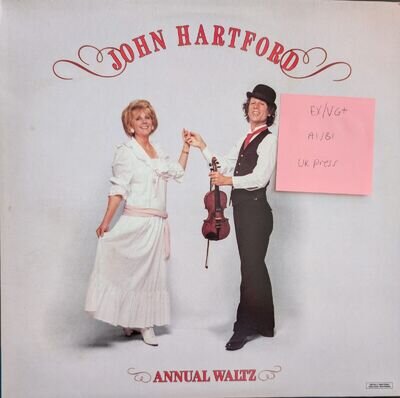 JOHN HARTFORD
EX/VG+
A1/B1
UK press
ANNUAL WALTZ